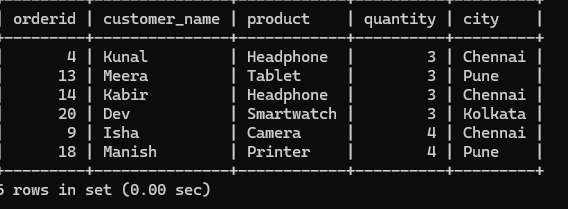 | orderid | customer_name | product | quantity | city |
| 4 | Kunal | Headphone | 3 | Chennai |
| 13 | Meera | Tablet | 3 | Pune |
| 14 | Kabir | Headphone | 3 | Chennai |
| 20 | Dev | Smartwatch | 3 | Kolkata |
| 9 | Isha | Camera | 4 | Chennai |
| 18 | Manish | Printer | 4 | Pune |
6 rows in set (0.00 sec)